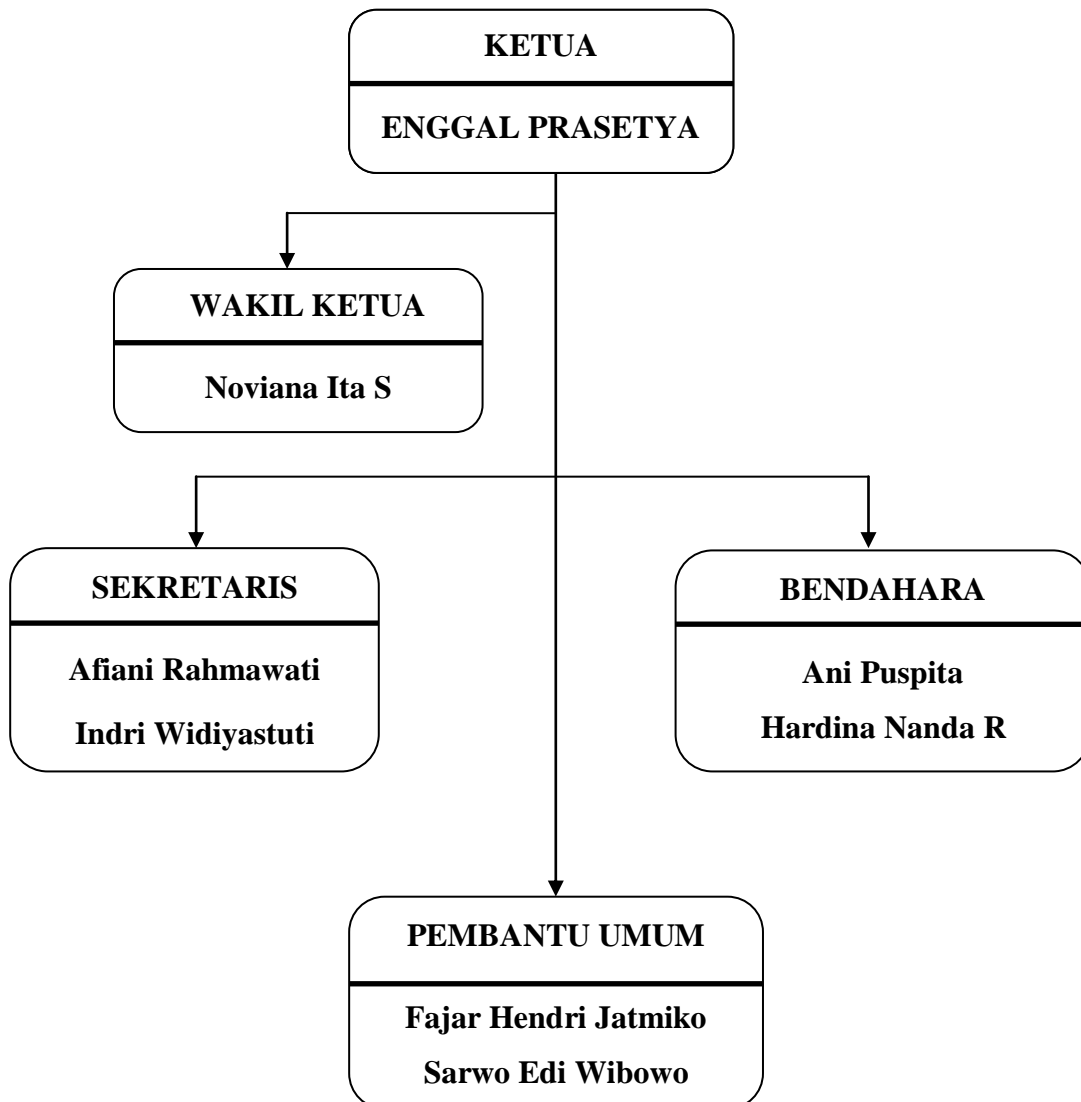 KETUA
ENGGAL PRASETYA
WAKIL KETUA
Noviana Ita S
SEKRETARIS
Afiani Rahmawati
Indri Widiyastuti
BENDAHARA
Ani Puspita
Hardina Nanda R
PEMBANTU UMUM
Fajar Hendri Jatmiko
Sarwo Edi Wibowo